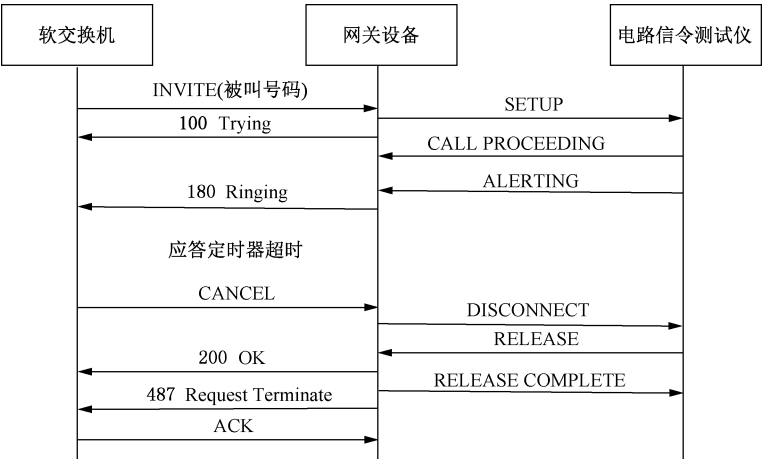 软交换机
网关设备
电路信令测试仪
INVITE(被叫号码)
SETUP
100 Trying
CALL PROCEEDING
ALERTING
180 Ringing
应答定时器超时
CANCEL
DISCONNECT
RELEASE
200 OK
RELEASE COMPLETE
487 Request Terminate
ACK